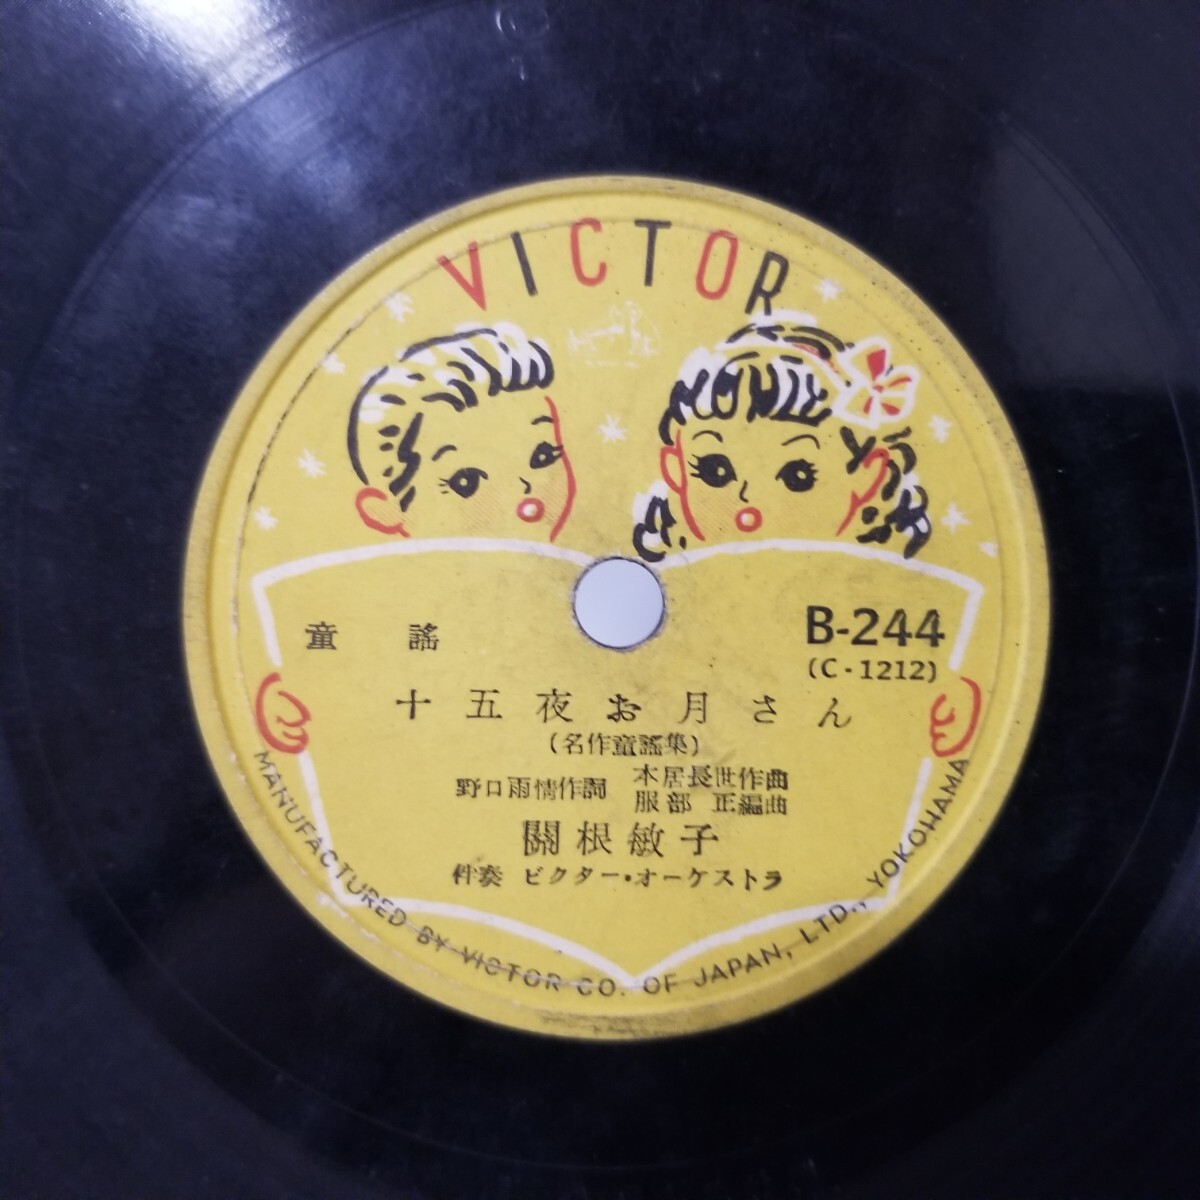 VICTOR
童謠
B-244
(C-1212)
十五夜お月さん
(名作童謠集)
野口雨情作詞 本居長世作曲
服部 正編曲
關根敏子
伴奏 ビクター・オーケストラ
MANUFACTURED BY VICTOR CO. OF JAPAN, LTD., YOKOHAMA